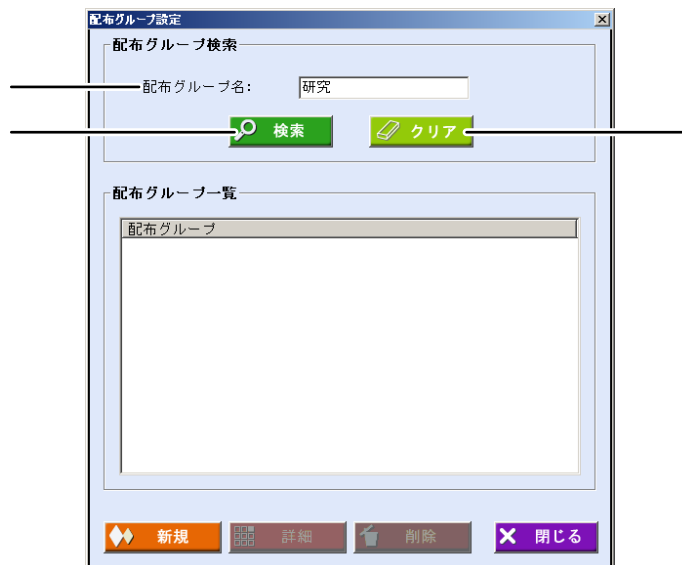 配布グループ設定
配布グループ検索
配布グループ名: 研究
検索 クリア
配布グループ一覧
配布グループ
新規 詳細 削除 閉じる